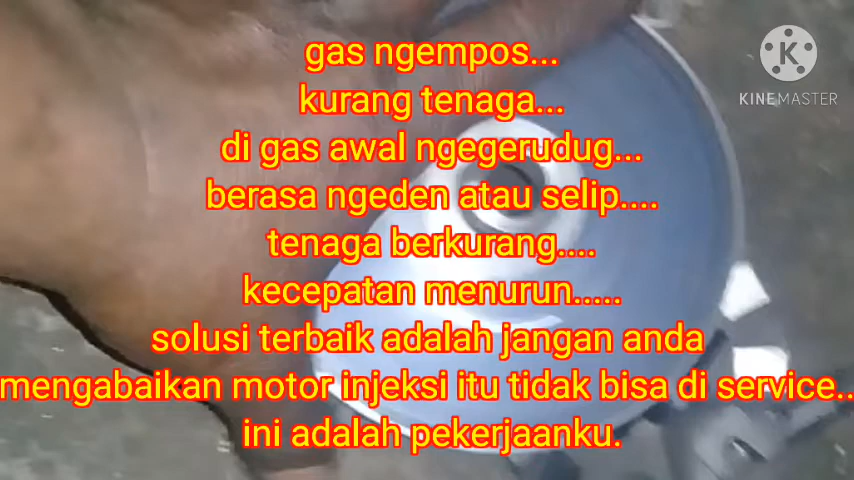 gas ngempos...
kurang tenaga...
di gas awal ngegerudug...
berasa ngeden atau selip....
tenaga berkurang....
kecepatan menurun.....
solusi terbaik adalah jangan anda
mengabaikan motor injeksi itu tidak bisa di service..
ini adalah pekerjaanku.
K
KINEMASTER